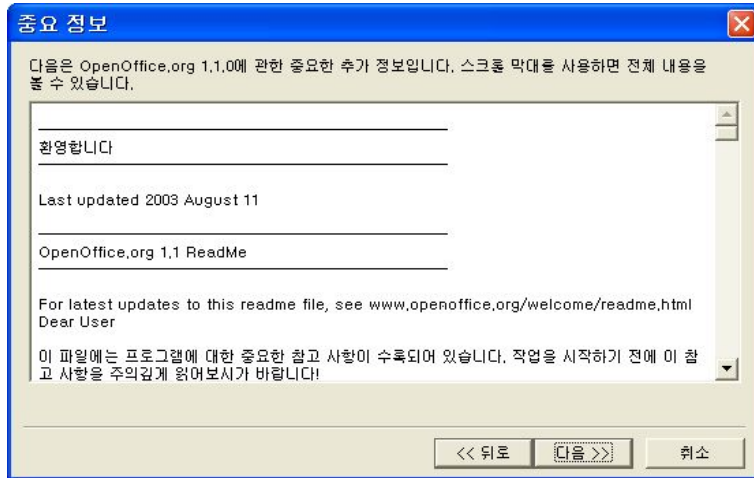 중요 정보
다음은 OpenOffice.org 1.1.0에 관한 중요한 추가 정보입니다. 스크롤 막대를 사용하면 전체 내용을
볼 수 있습니다.
환영합니다
Last updated 2003 August 11
OpenOffice.org 1.1 ReadMe
For latest updates to this readme file, see www.openoffice.org/welcome/readme.html
Dear User
이 파일에는 프로그램에 대한 중요한 참고 사항이 수록되어 있습니다. 작업을 시작하기 전에 이 참
고 사항을 주의깊게 읽어보시가 바랍니다!
<< 뒤로 다음 >> 취소